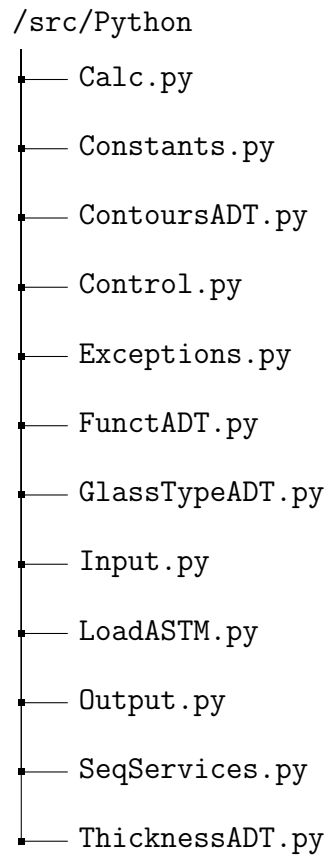 /src/Python
Calc.py
Constants.py
ContoursADT.py
Control.py
Exceptions.py
FunctADT.py
GlassTypeADT.py
Input.py
LoadASTM.py
Output.py
SeqServices.py
ThicknessADT.py